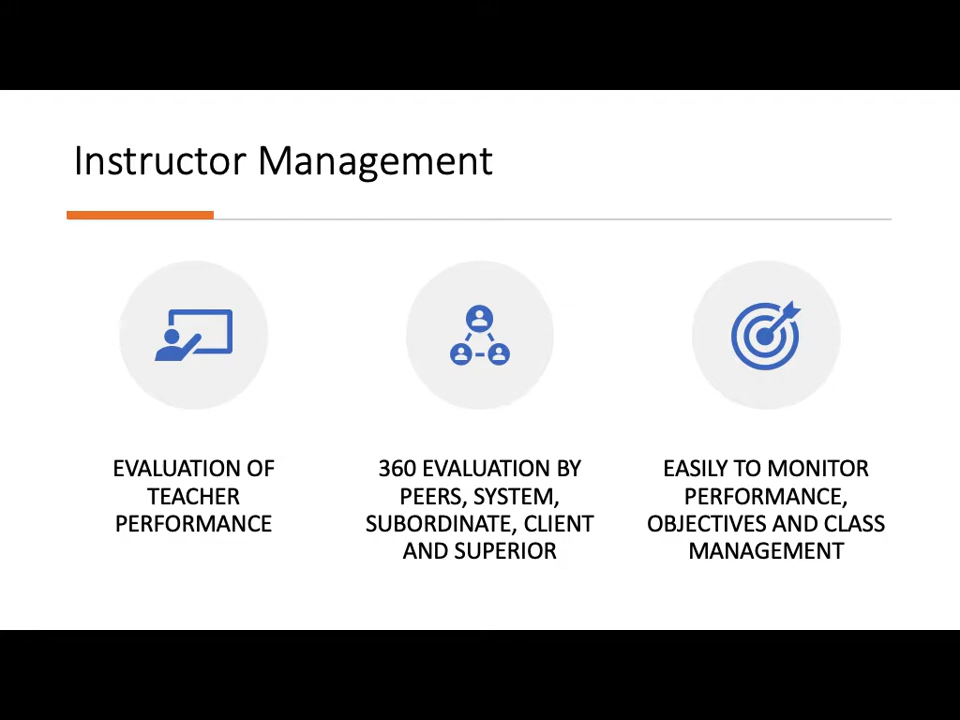 Instructor Management
EVALUATION OF
TEACHER
PERFORMANCE
360 EVALUATION BY
PEERS, SYSTEM,
SUBORDINATE, CLIENT
AND SUPERIOR
EASILY TO MONITOR
PERFORMANCE,
OBJECTIVES AND CLASS
MANAGEMENT